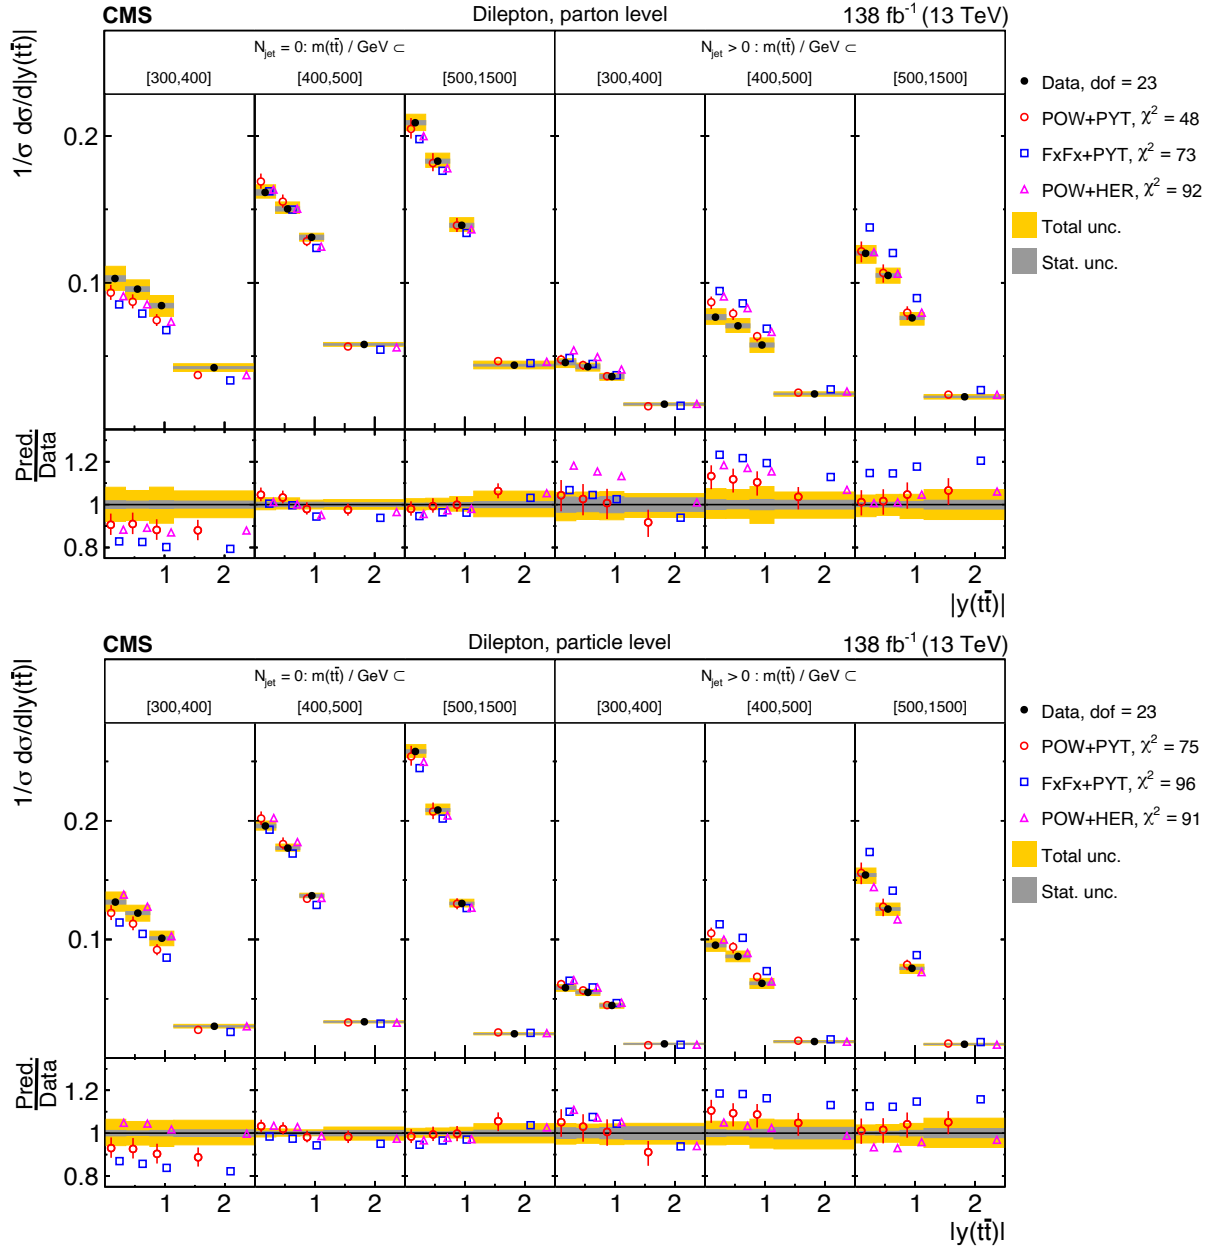 CMS Dilepton, parton level 138 fb⁻¹ (13 TeV)
N_jet = 0: m(tt̄) / GeV ⊂ N_jet > 0 : m(tt̄) / GeV ⊂
[300,400] [400,500] [500,1500] [300,400] [400,500] [500,1500]
1/σ dσ/d|y(tt̄)|
0.2
0.1
Data, dof = 23
POW+PYT, χ² = 48
FxFx+PYT, χ² = 73
POW+HER, χ² = 92
Total unc.
Stat. unc.
Pred.
Data
1.2
1
0.8
1 2 1 2 1 2 1 2 1 2 1 2
|y(tt̄)|
CMS Dilepton, particle level 138 fb⁻¹ (13 TeV)
N_jet = 0: m(tt̄) / GeV ⊂ N_jet > 0 : m(tt̄) / GeV ⊂
[300,400] [400,500] [500,1500] [300,400] [400,500] [500,1500]
1/σ dσ/d|y(tt̄)|
0.2
0.1
Data, dof = 23
POW+PYT, χ² = 75
FxFx+PYT, χ² = 96
POW+HER, χ² = 91
Total unc.
Stat. unc.
Pred.
Data
1.2
1
0.8
1 2 1 2 1 2 1 2 1 2 1 2
|y(tt̄)|